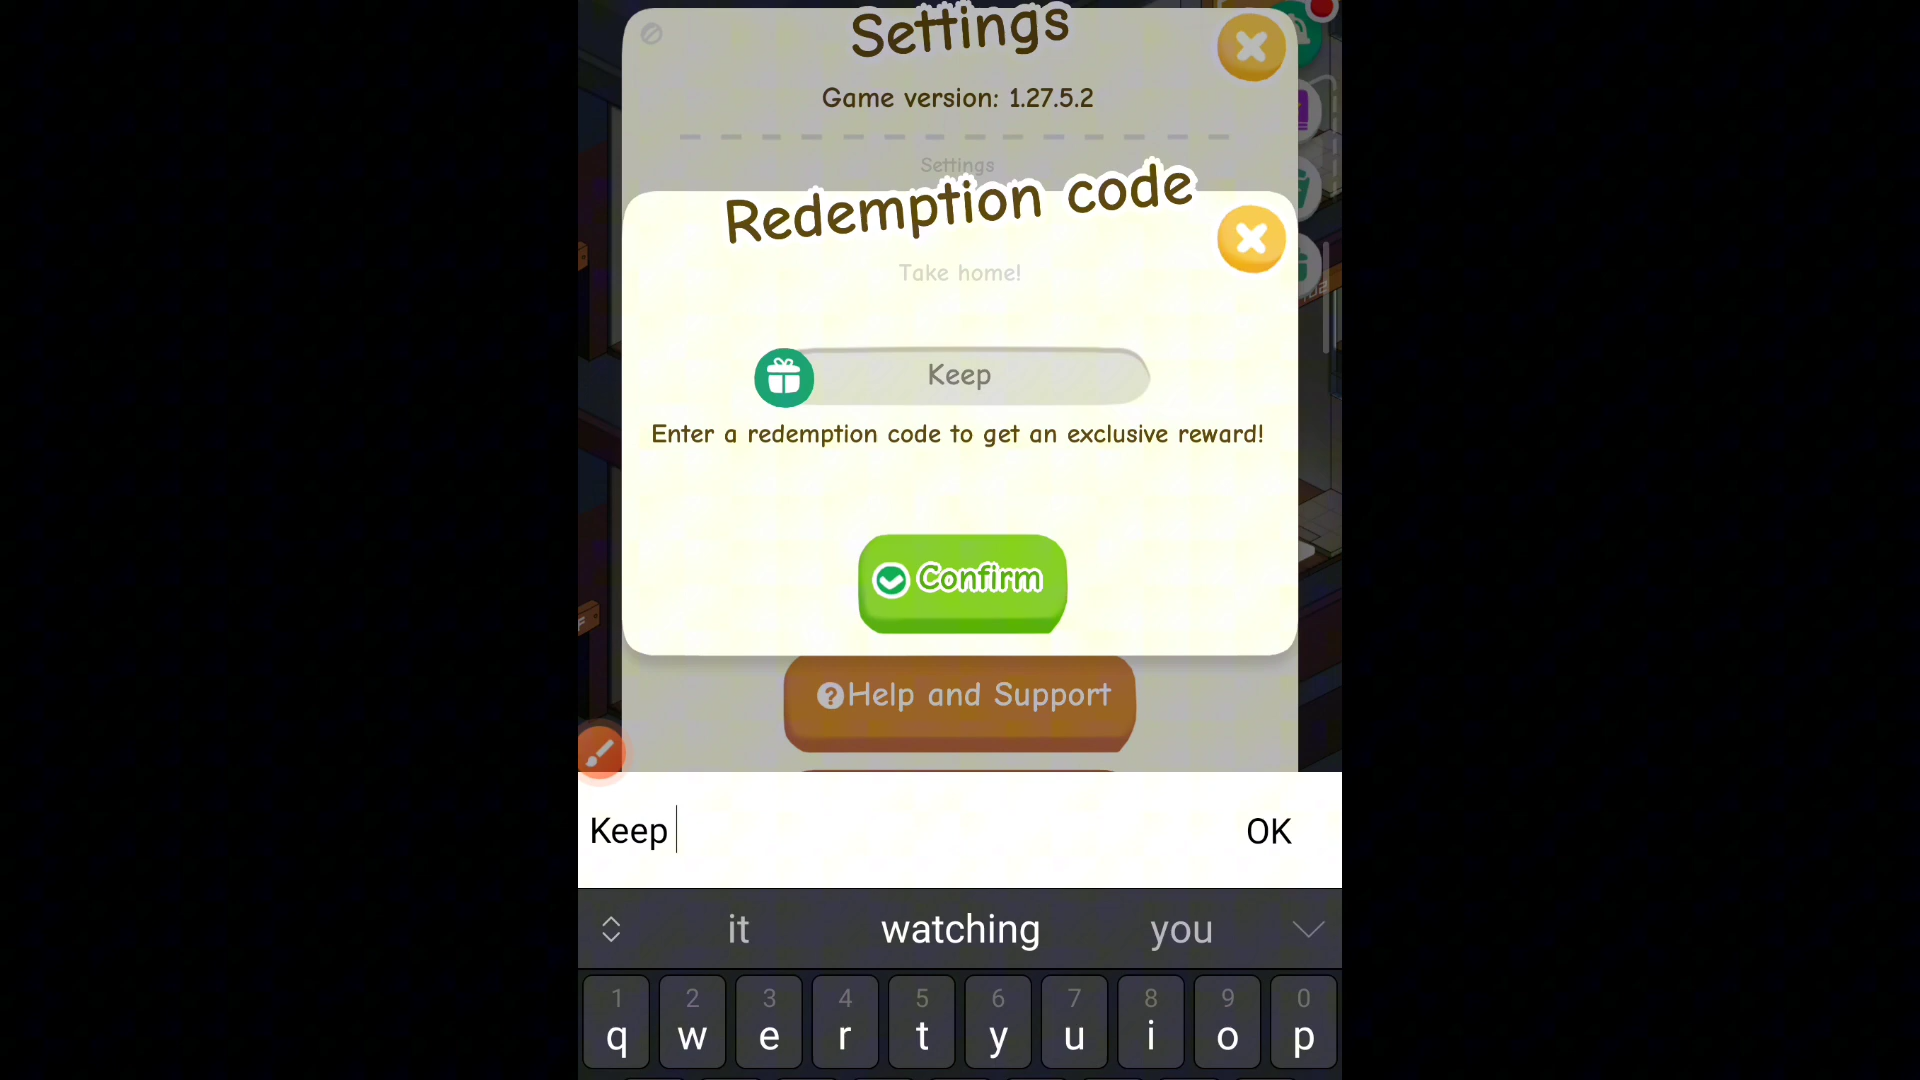 Settings
Game version: 1.27.5.2
Settings
Redemption code
Take home!
Keep
Enter a redemption code to get an exclusive reward!
Confirm
Help and Support
Keep
OK
it watching you
1 2 3 4 5 6 7 8 9 0
q w e r t y u i o p